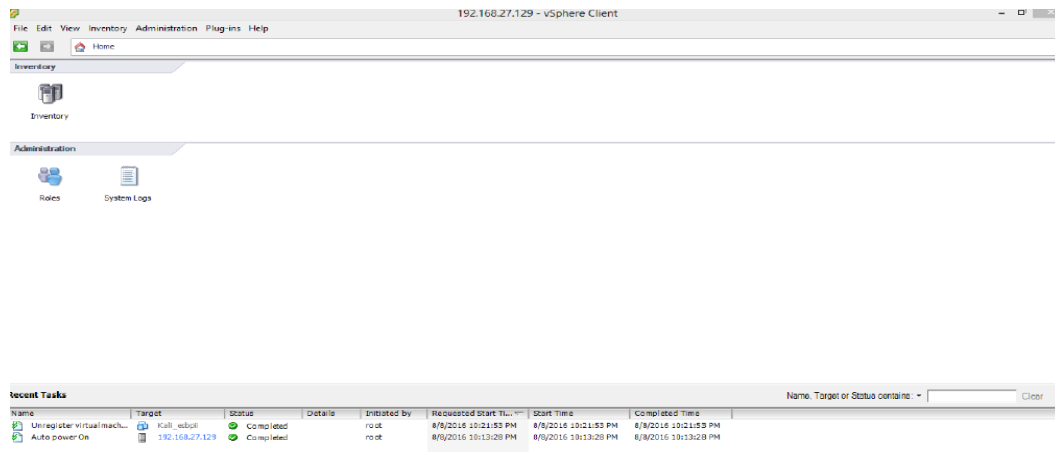 192.168.27.129 - vSphere Client
File Edit View Inventory Administration Plug-ins Help
Home
Inventory
Inventory
Administration
Roles System Logs
Recent Tasks Name, Target or Status contains: Clear
Name Target Status Details Initiated by Requested Start Ti... Start Time Completed Time
Unregister virtual mach... Completed root 8/8/2016 10:21:53 PM 8/8/2016 10:21:53 PM 8/8/2016 10:21:53 PM
Auto power On 192.168.27.129 Completed root 8/8/2016 10:13:28 PM 8/8/2016 10:13:28 PM 8/8/2016 10:13:28 PM